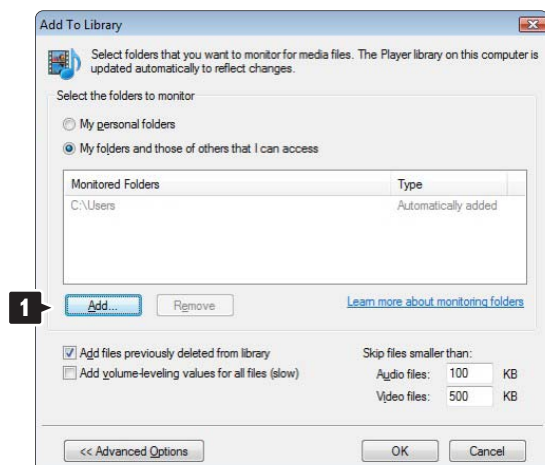 Add To Library
Select folders that you want to monitor for media files. The Player library on this computer is
updated automatically to reflect changes.
Select the folders to monitor
My personal folders
My folders and those of others that I can access
Monitored Folders
Type
C:\Users
Automatically added
1
Add...
Remove
Learn more about monitoring folders
Add files previously deleted from library
Skip files smaller than:
Add volume-leveling values for all files (slow)
Audio files:
100
KB
Video files:
500
KB
<< Advanced Options
OK
Cancel